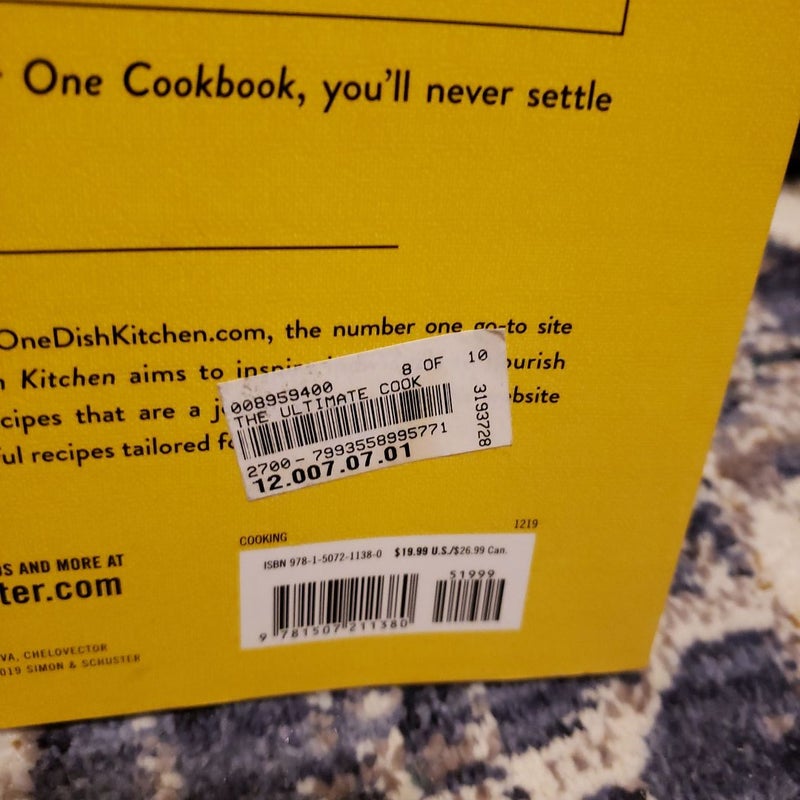 One Cookbook, you'll never settle
OneDishKitchen.com, the number one go-to site
Kitchen aims to
ourish
cipes that are a
bsite
ful recipes tailored
008959400 8 OF 10
THE ULTIMATE COOK
3193728
2700-7993558995771
12.007.07.01
S AND MORE AT
ter.com
COOKING 1219
ISBN 978-1-5072-1138-0 $19.99 U.S./$26.99 Can.
51999
9 781507 211380
VA, CHELOVECTOR
019 SIMON & SCHUSTER